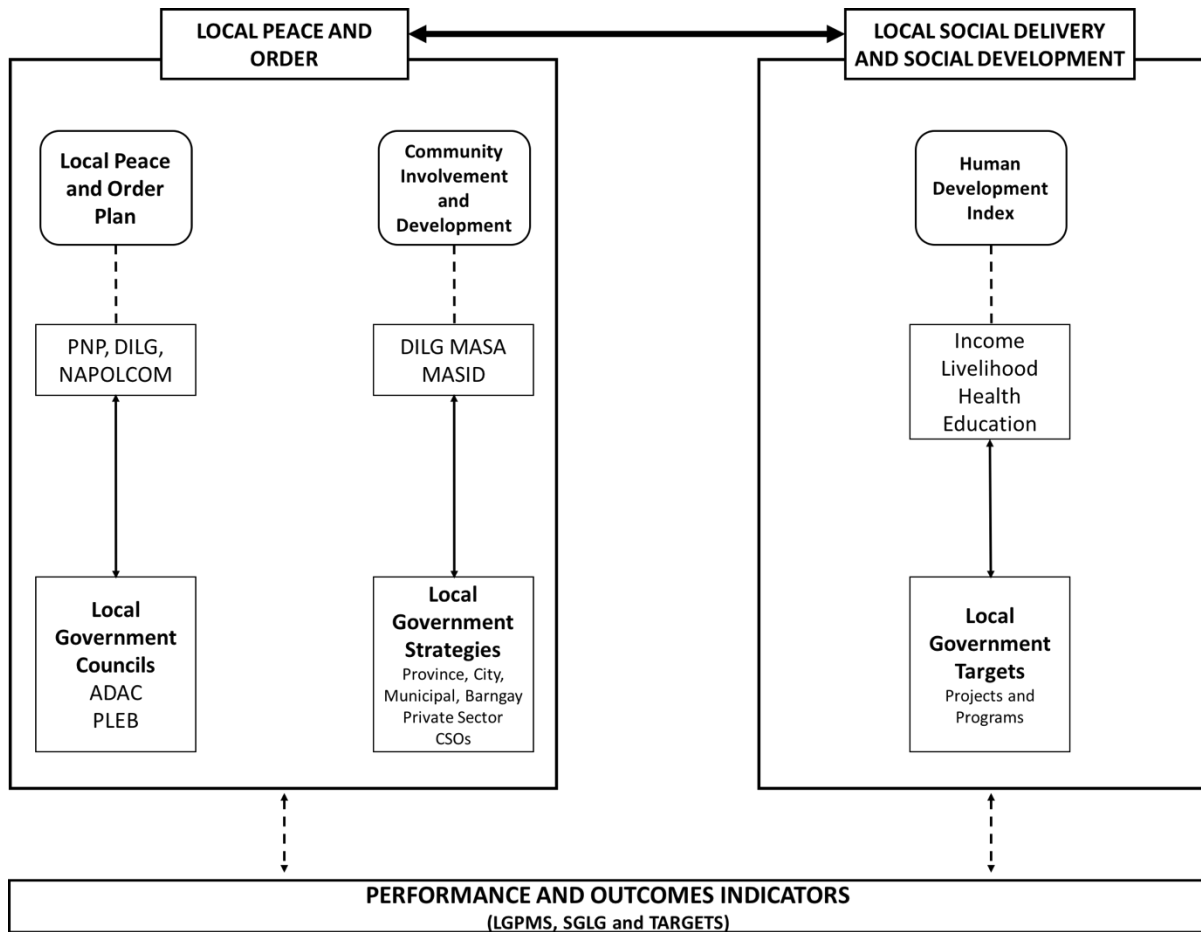 LOCAL PEACE AND
ORDER
LOCAL SOCIAL DELIVERY
AND SOCIAL DEVELOPMENT
Local Peace
and Order
Plan
Community
Involvement
and
Development
Human
Development
Index
PNP, DILG,
NAPOLCOM
DILG MASA
MASID
Income
Livelihood
Health
Education
Local
Government
Councils
ADAC
PLEB
Local
Government
Strategies
Province, City,
Municipal, Barngay
Private Sector
CSOs
Local
Government
Targets
Projects and
Programs
PERFORMANCE AND OUTCOMES INDICATORS
(LGPMS, SGLG and TARGETS)